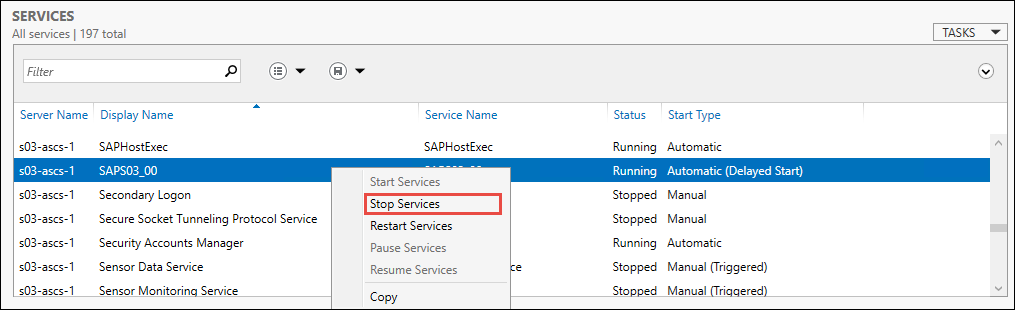 SERVICES
All services | 197 total
TASKS
Filter
Server Name Display Name Service Name Status Start Type
s03-ascs-1 SAPHostExec SAPHostExec Running Automatic
s03-ascs-1 SAPS03_00 Running Automatic (Delayed Start)
Start Services
s03-ascs-1 Secondary Logon Stopped Manual
Stop Services
s03-ascs-1 Secure Socket Tunneling Protocol Service Stopped Manual
Restart Services
s03-ascs-1 Security Accounts Manager Running Automatic
Pause Services
s03-ascs-1 Sensor Data Service Stopped Manual (Triggered)
Resume Services
s03-ascs-1 Sensor Monitoring Service Stopped Manual (Triggered)
Copy